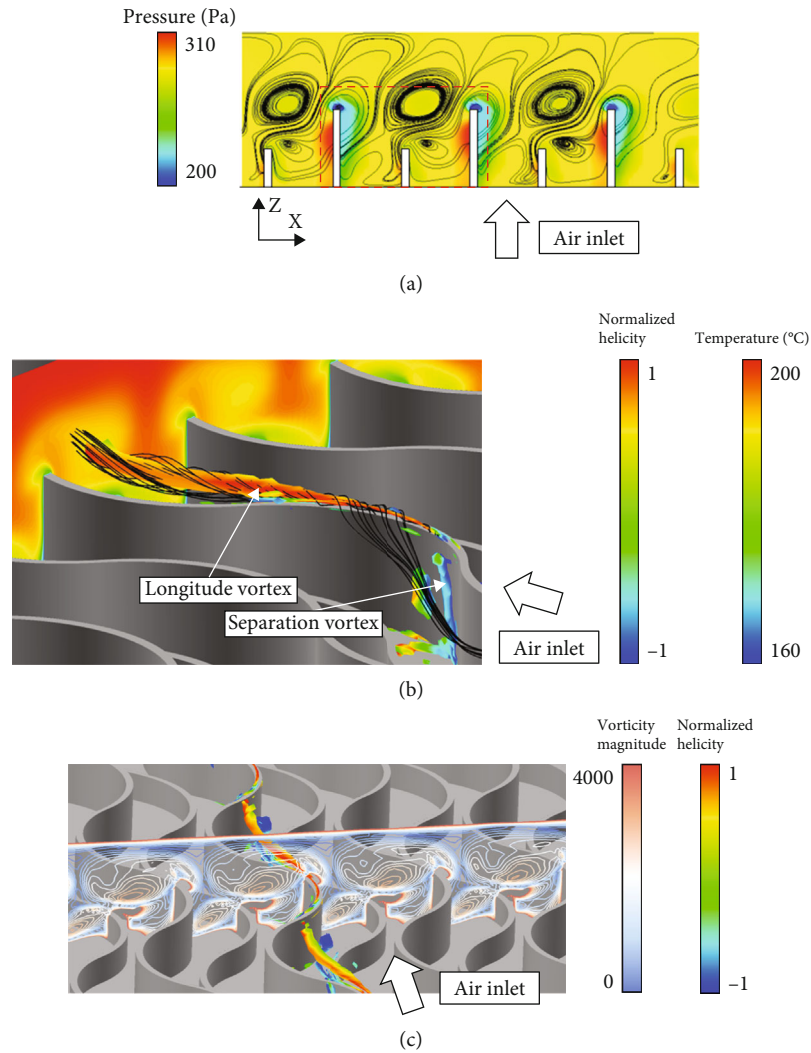 Pressure (Pa)
310
200
Z
X
Air inlet
(a)
Normalized
helicity
Temperature (°C)
1
200
Longitude vortex
Separation vortex
Air inlet
–1
160
(b)
Vorticity
magnitude
Normalized
helicity
4000
1
Air inlet
0
–1
(c)